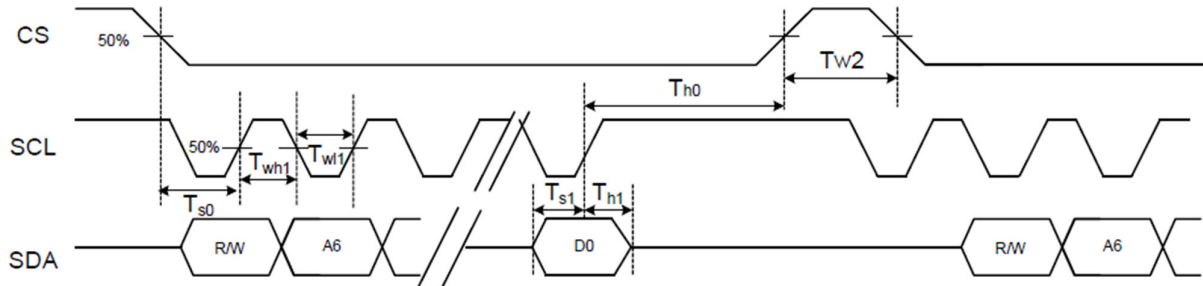 CS
50%
Tw2
Th0
SCL
50%
Twh1
Twl1
Ts0
Ts1
Th1
SDA
R/W
A6
D0
R/W
A6